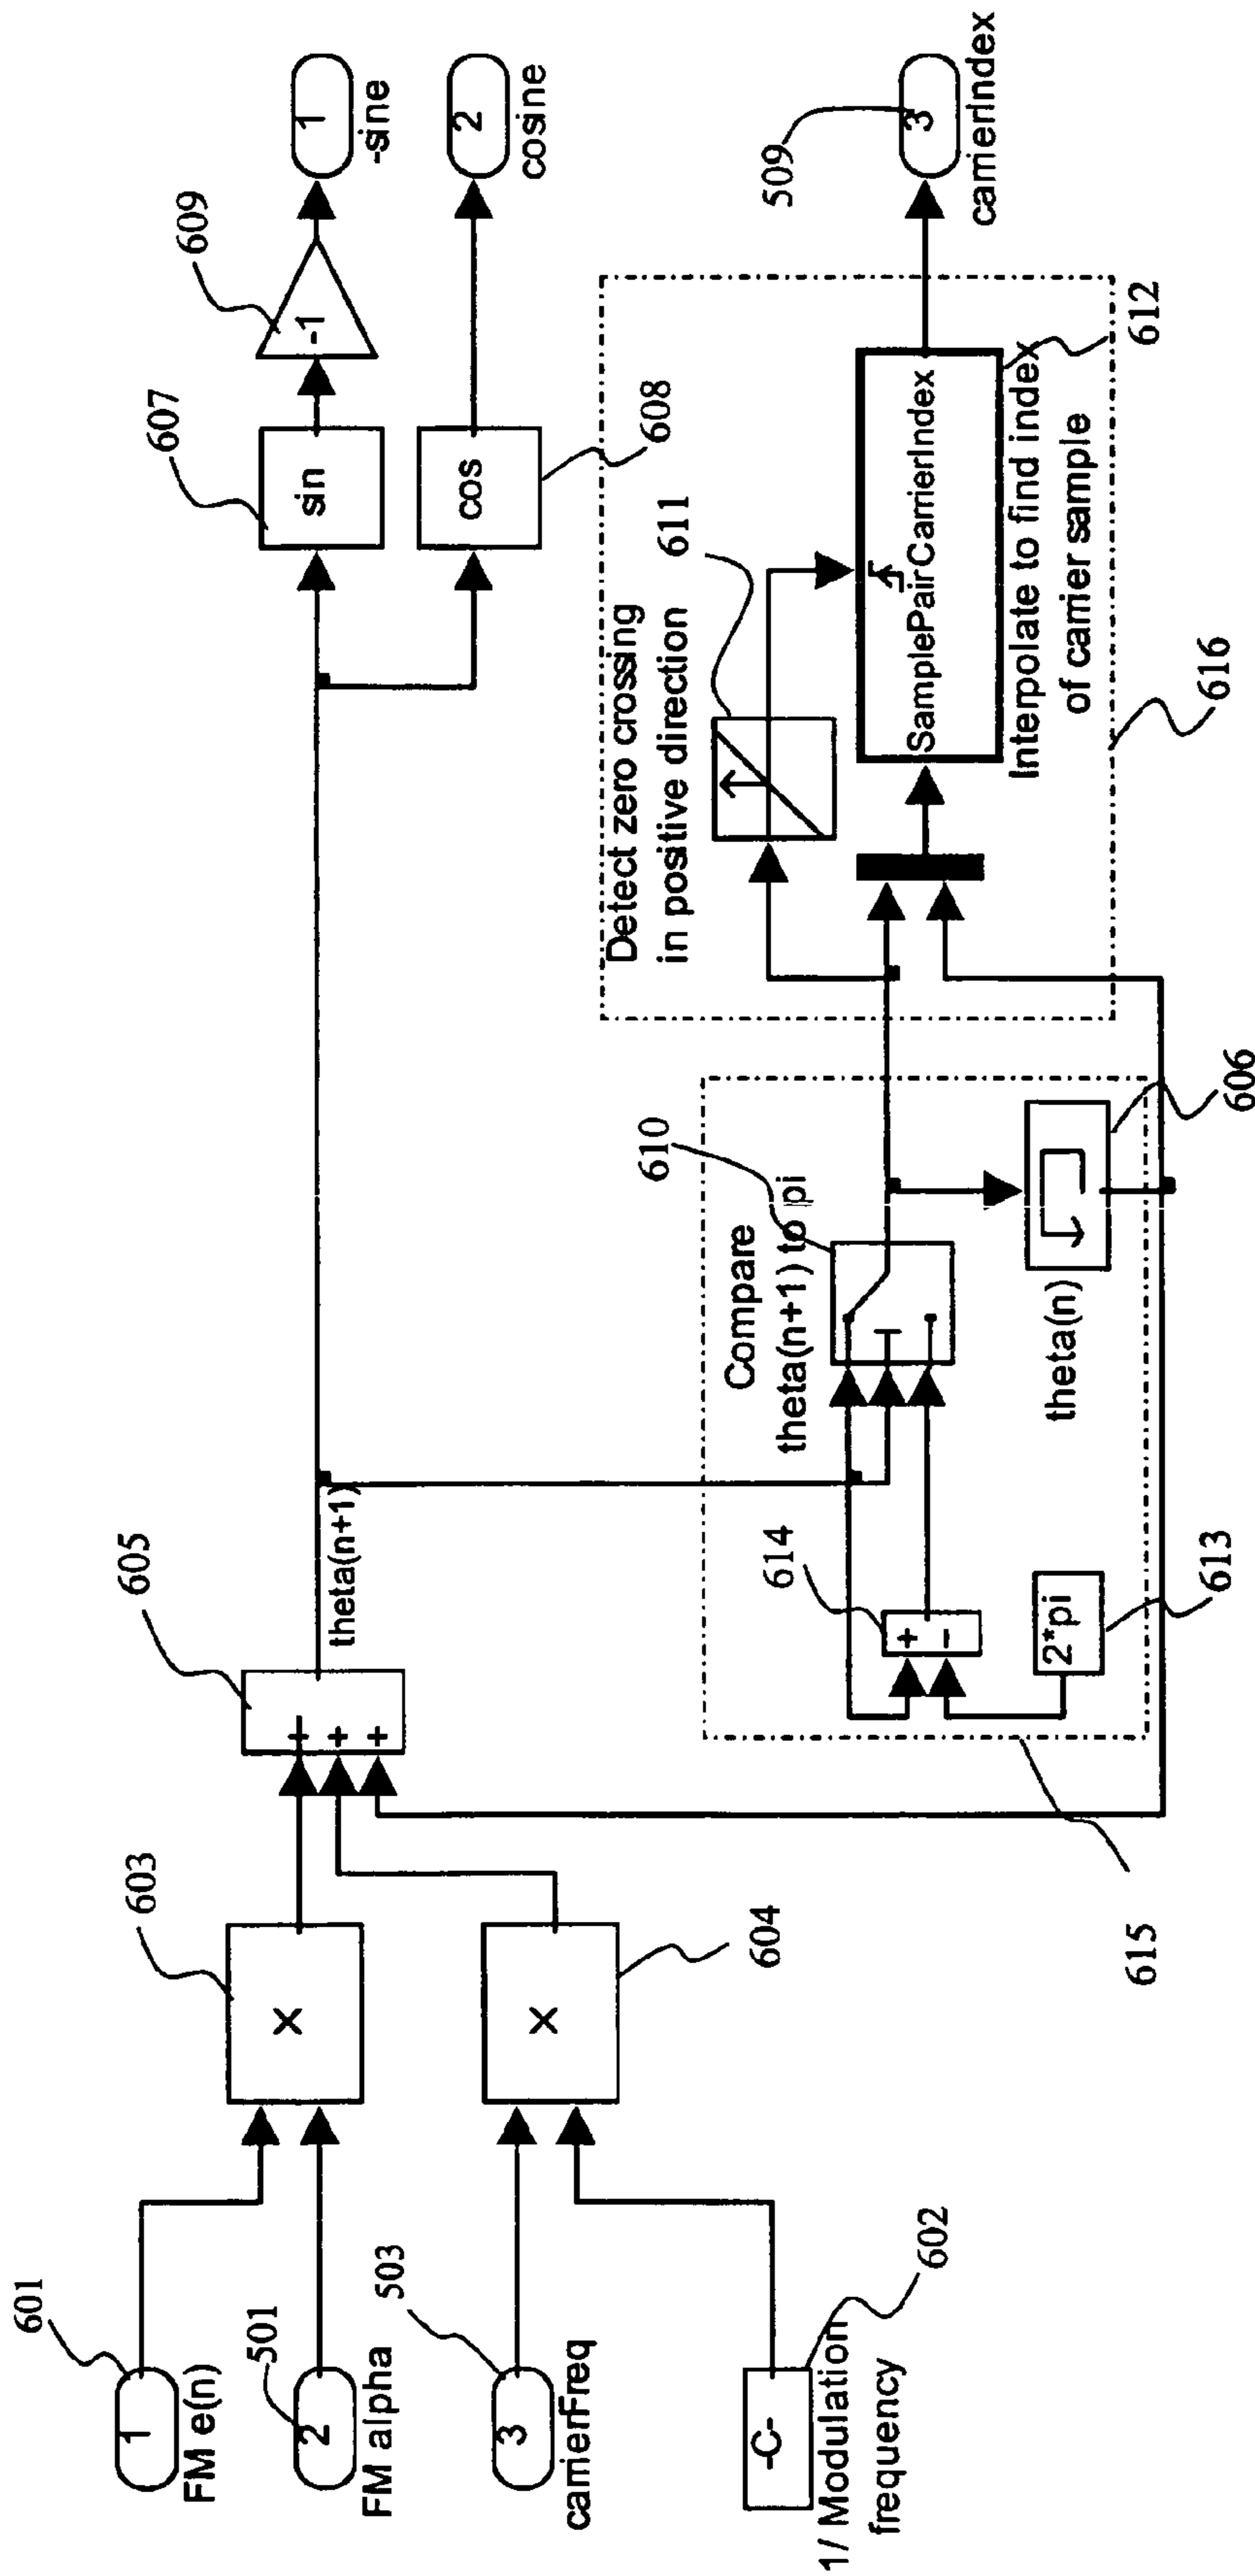 601
1
FM e(n)
501
2
FM alpha
503
3
carrierFreq
-C-
1/ Modulation
frequency
602
603
×
604
×
605
+
+
+
theta(n+1)
607
sin
609
-1
1
-sine
cos
608
2
cosine
614
+
-
2*pi
613
615
Compare
theta(n+1) to pi
610
theta(n)
606
Detect zero crossing
in positive direction
611
SamplePairCarrierIndex
Interpolate to find index
of carrier sample
612
616
509
3
carrierIndex